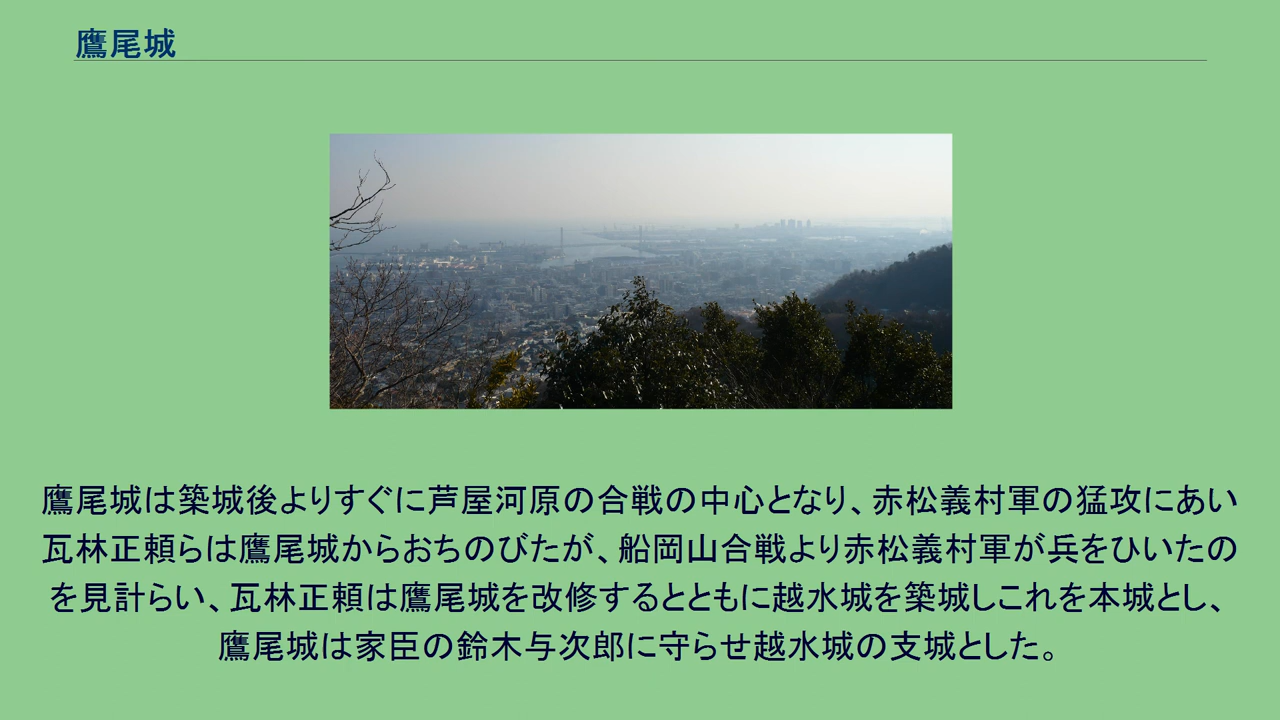 鷹尾城
鷹尾城は築城後よりすぐに芦屋河原の合戦の中心となり、赤松義村軍の猛攻にあい
瓦林正頼らは鷹尾城からおちのびたが、船岡山合戦より赤松義村軍が兵をひいたの
を見計らい、瓦林正頼は鷹尾城を改修するとともに越水城を築城しこれを本城とし、
鷹尾城は家臣の鈴木与次郎に守らせ越水城の支城とした。